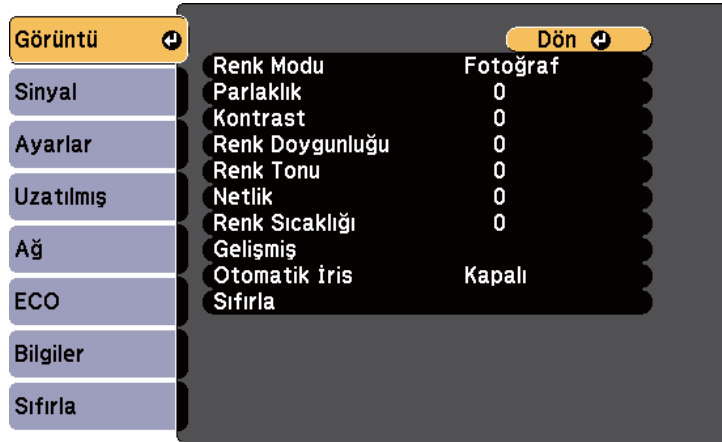 Görüntü
Sinyal
Ayarlar
Uzatılmış
Ağ
ECO
Bilgiler
Sıfırla
Dön
Renk Modu Fotoğraf
Parlaklık 0
Kontrast 0
Renk Doygunluğu 0
Renk Tonu 0
Netlik 0
Renk Sıcaklığı 0
Gelişmiş
Otomatik İris Kapalı
Sıfırla